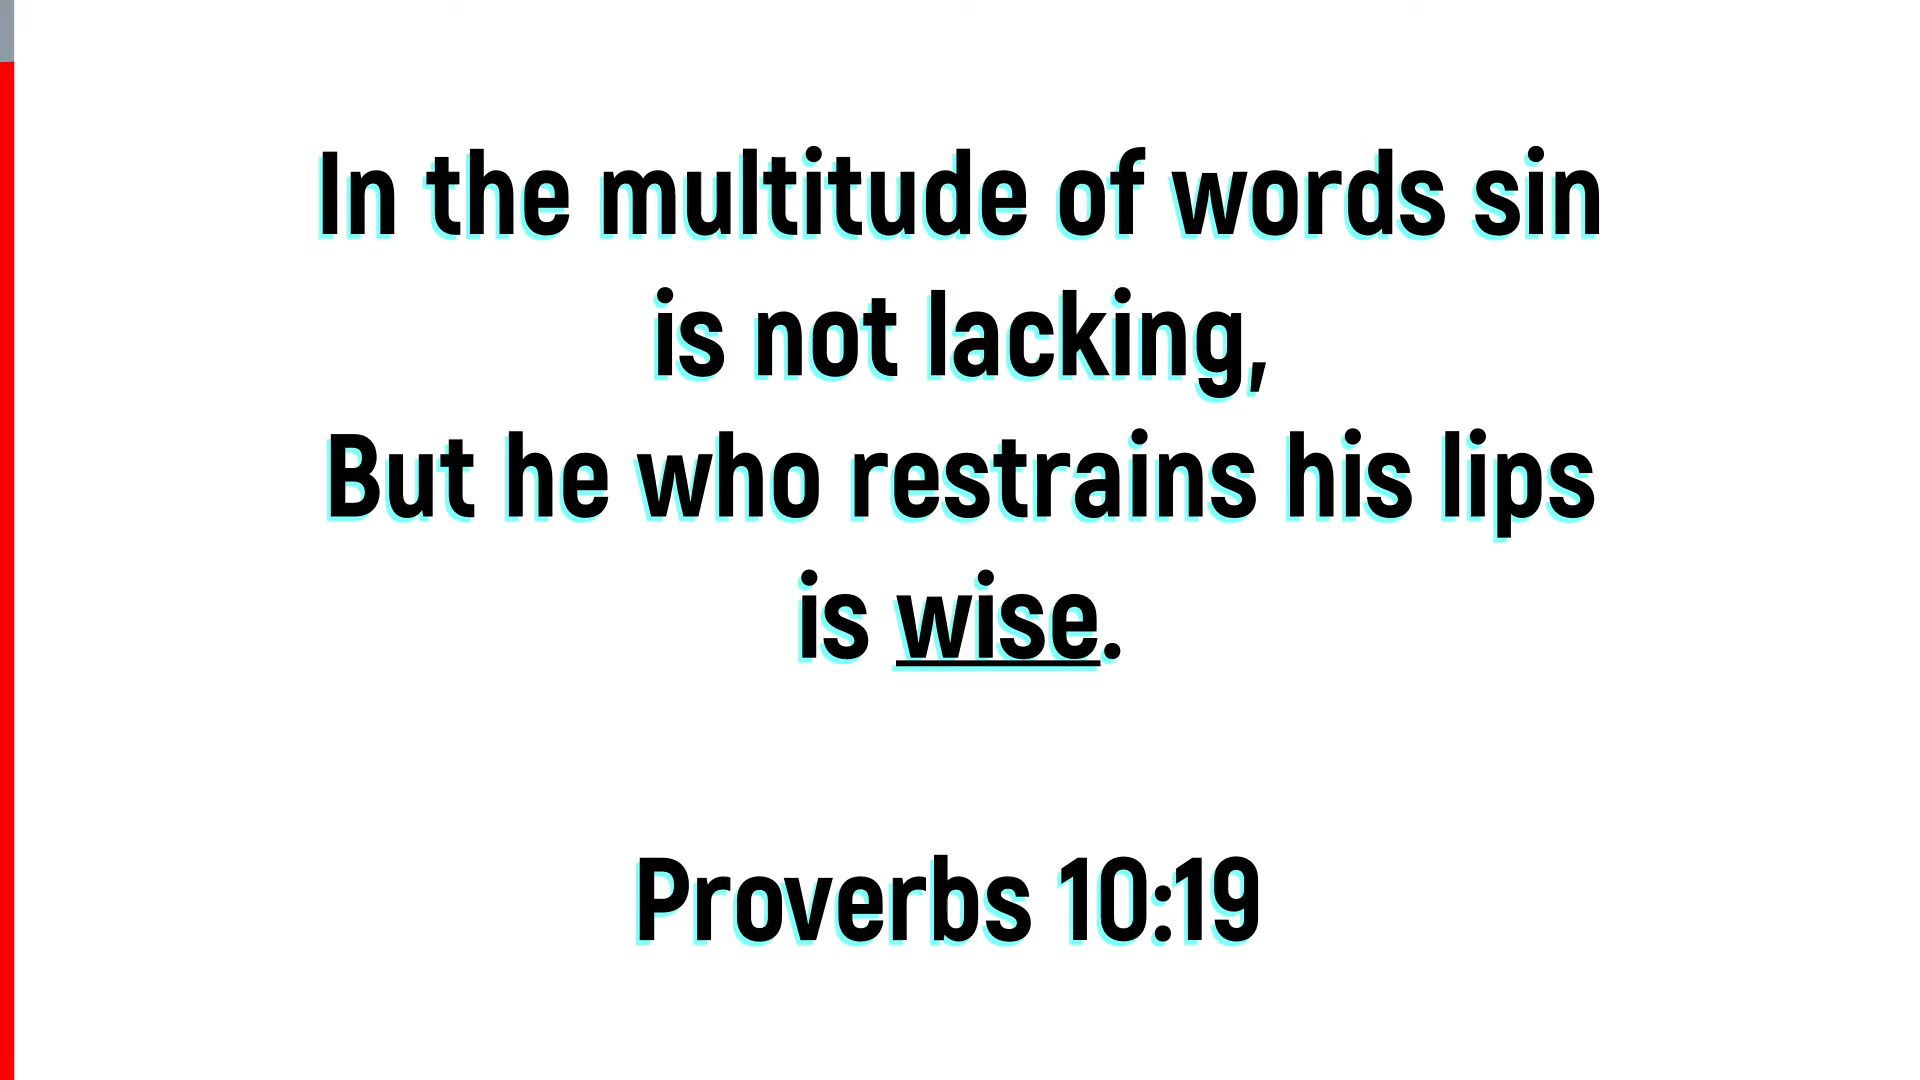 In the multitude of words sin
is not lacking,
But he who restrains his lips
is wise.
Proverbs 10:19